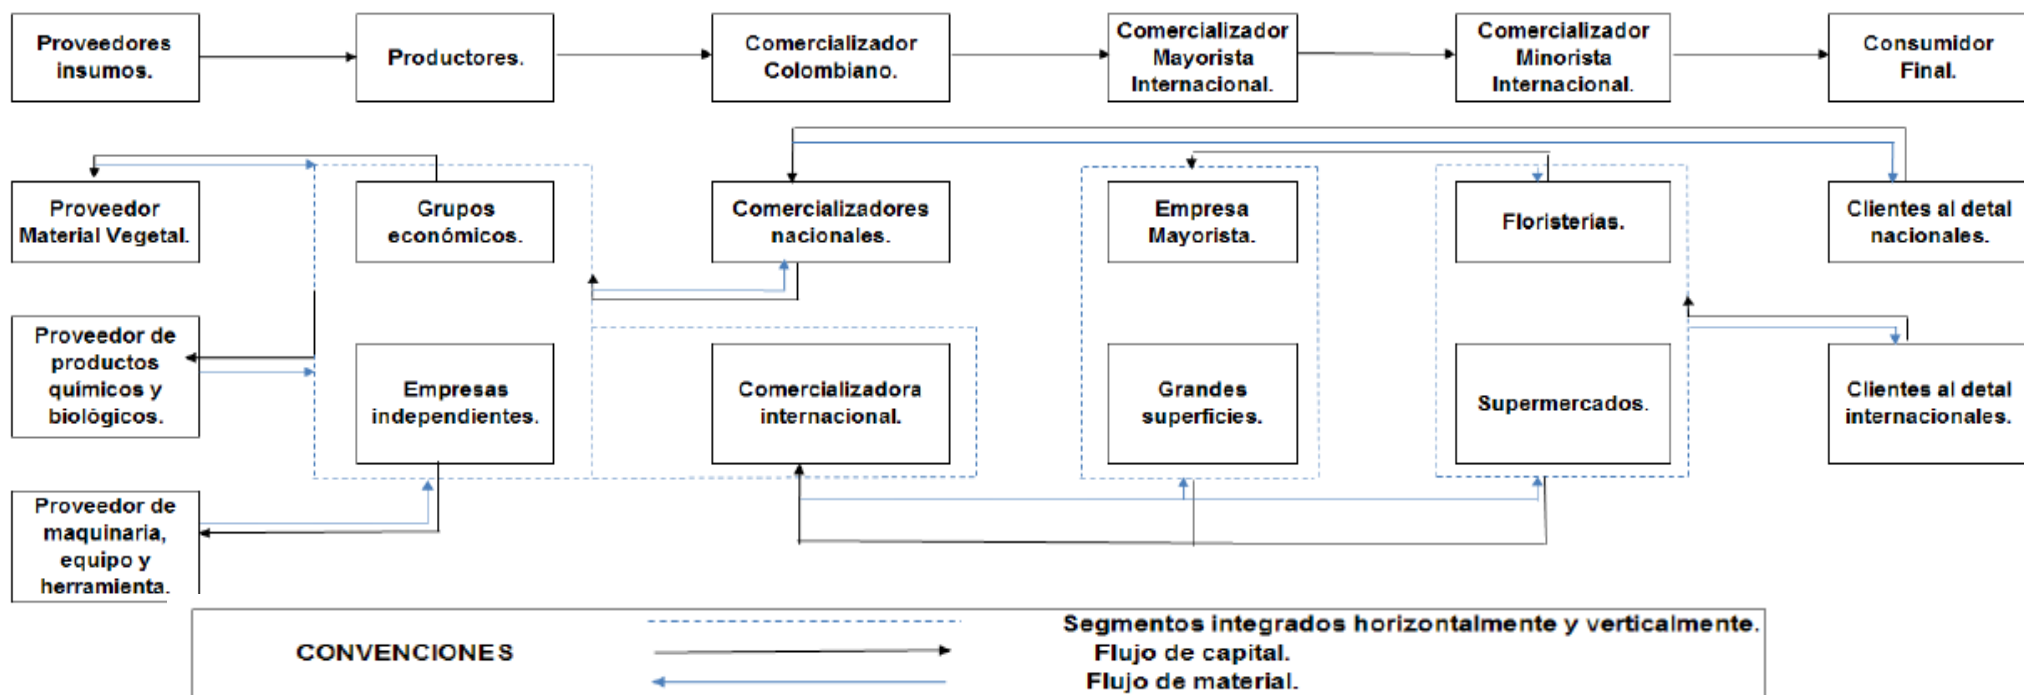 Proveedores
insumos.
Productores.
Comercializador
Colombiano.
Comercializador
Mayorista
Internacional.
Comercializador
Minorista
Internacional.
Consumidor
Final.
Proveedor
Material Vegetal.
Grupos
económicos.
Comercializadores
nacionales.
Empresa
Mayorista.
Floristerías.
Clientes al detal
nacionales.
Proveedor de
productos
químicos y
biológicos.
Empresas
independientes.
Comercializadora
internacional.
Grandes
superficies.
Supermercados.
Clientes al detal
internacionales.
Proveedor de
maquinaria,
equipo y
herramienta.
CONVENCIONES
Segmentos integrados horizontalmente y verticalmente.
Flujo de capital.
Flujo de material.